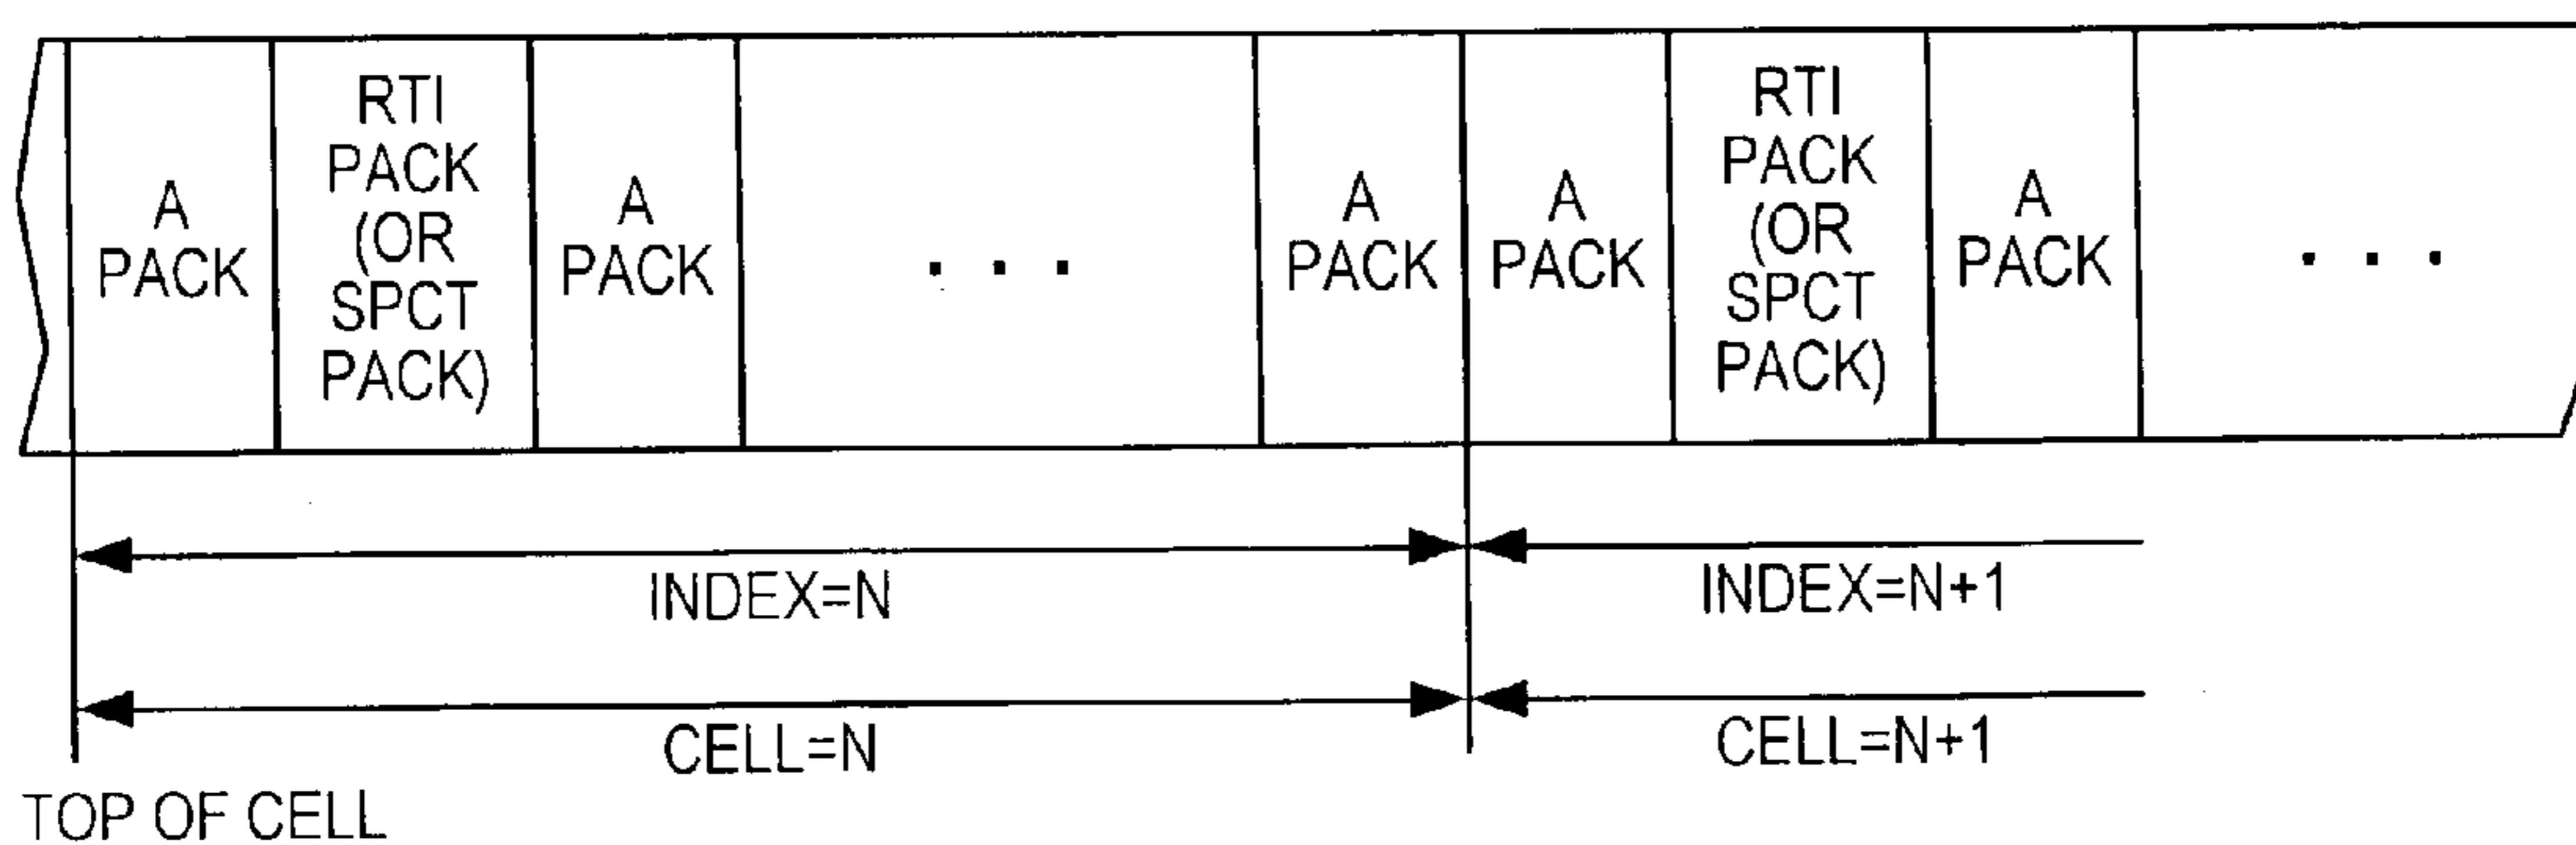 A
PACK
RTI
PACK
(OR
SPCT
PACK)
A
PACK
. . .
A
PACK
A
PACK
RTI
PACK
(OR
SPCT
PACK)
A
PACK
. . .
INDEX=N
INDEX=N+1
CELL=N
CELL=N+1
TOP OF CELL